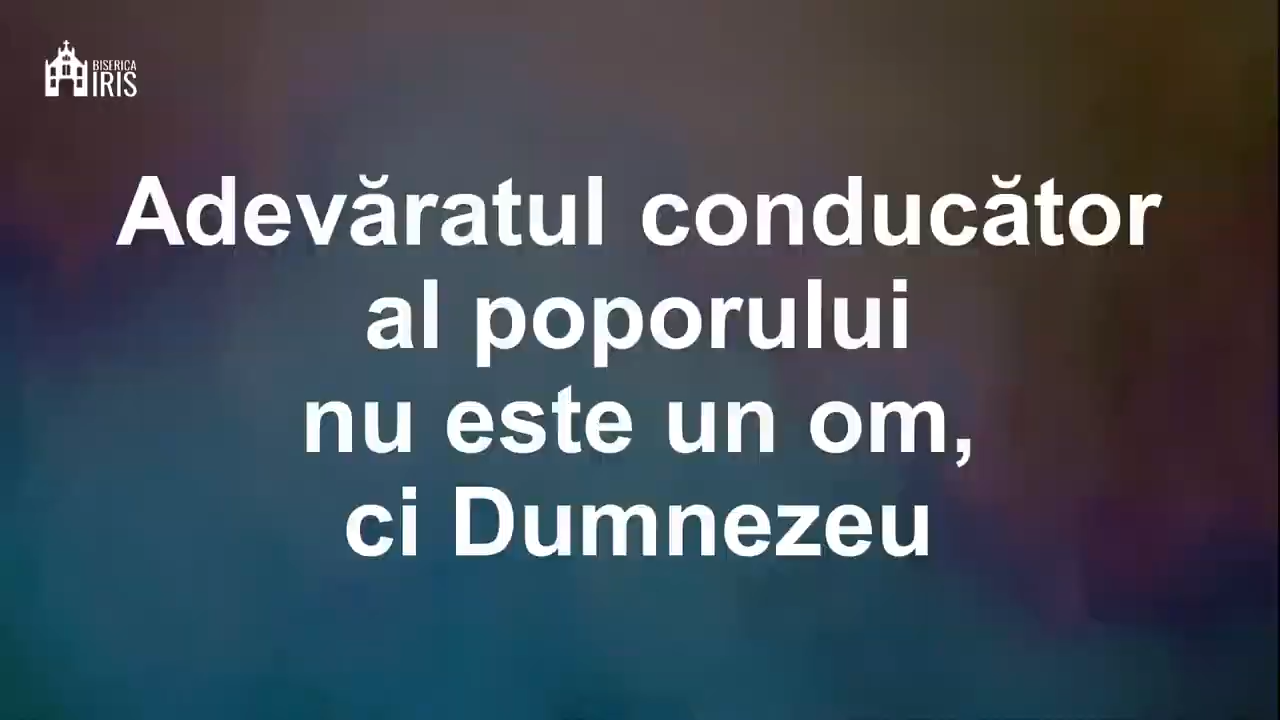 BISERICA
IRIS
Adevăratul conducător
al poporului
nu este un om,
ci Dumnezeu